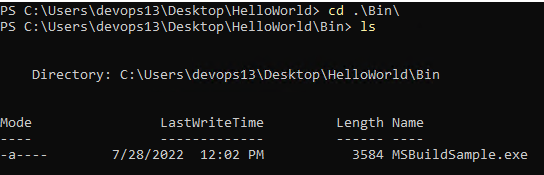 PS C:\Users\devops13\Desktop\HelloWorld> cd .\Bin\
PS C:\Users\devops13\Desktop\HelloWorld\Bin> ls
Directory: C:\Users\devops13\Desktop\HelloWorld\Bin
Mode LastWriteTime Length Name
---- ------------- ------ ----
-a---- 7/28/2022 12:02 PM 3584 MSBuildSample.exe